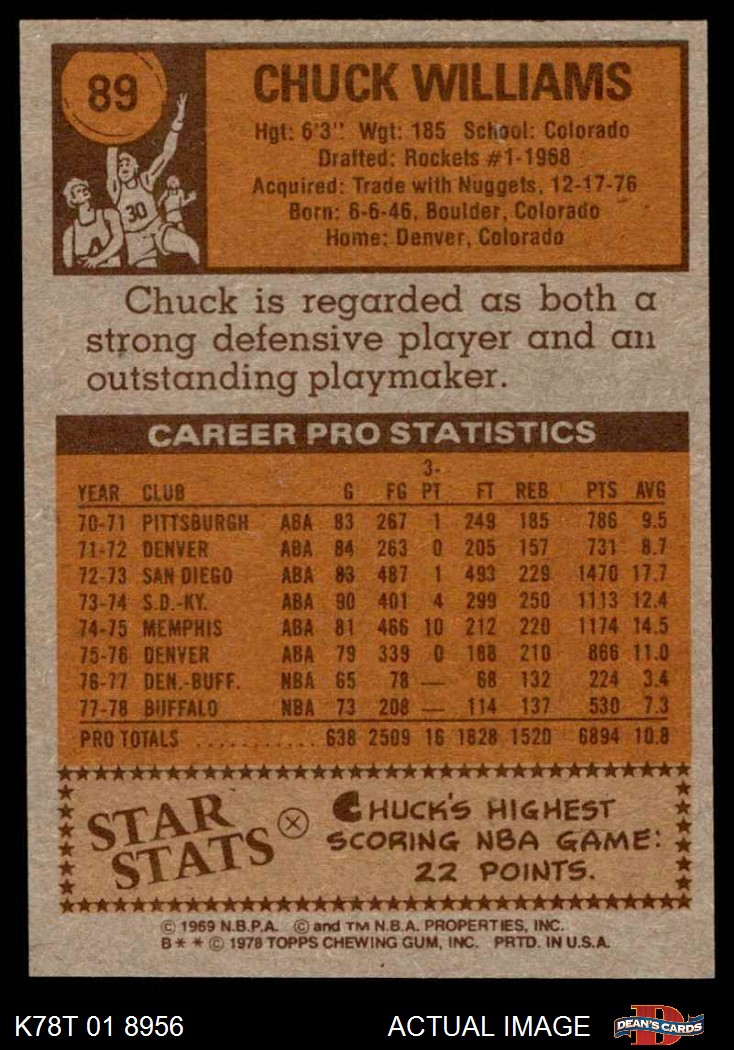 89
CHUCK WILLIAMS
Hgt: 6'3" Wgt: 185 School: Colorado
Drafted: Rockets #1-1968
Acquired: Trade with Nuggets, 12-17-76
Born: 6-6-46, Boulder, Colorado
Home: Denver, Colorado
30
Chuck is regarded as both a
strong defensive player and an
outstanding playmaker.
CAREER PRO STATISTICS
YEAR CLUB G FG 3-PT FT REB PTS AVG
70-71 PITTSBURGH ABA 83 267 1 249 185 786 9.5
71-72 DENVER ABA 84 263 0 205 157 731 8.7
72-73 SAN DIEGO ABA 83 487 1 493 229 1470 17.7
73-74 S.D.-KY. ABA 90 401 4 299 250 1113 12.4
74-75 MEMPHIS ABA 81 466 10 212 220 1174 14.5
75-76 DENVER ABA 79 339 0 188 210 866 11.0
76-77 DEN.-BUFF. NBA 65 78 — 68 132 224 3.4
77-78 BUFFALO NBA 73 208 — 114 137 530 7.3
PRO TOTALS ............ 638 2509 16 1828 1520 6894 10.8
STAR
STATS
CHUCK'S HIGHEST
SCORING NBA GAME:
22 POINTS.
© 1969 N.B.P.A. © and TM N.B.A. PROPERTIES, INC.
B* * © 1978 TOPPS CHEWING GUM, INC. PRTD. IN U.S.A.
K78T 01 8956 ACTUAL IMAGE D DEAN'S CARDS